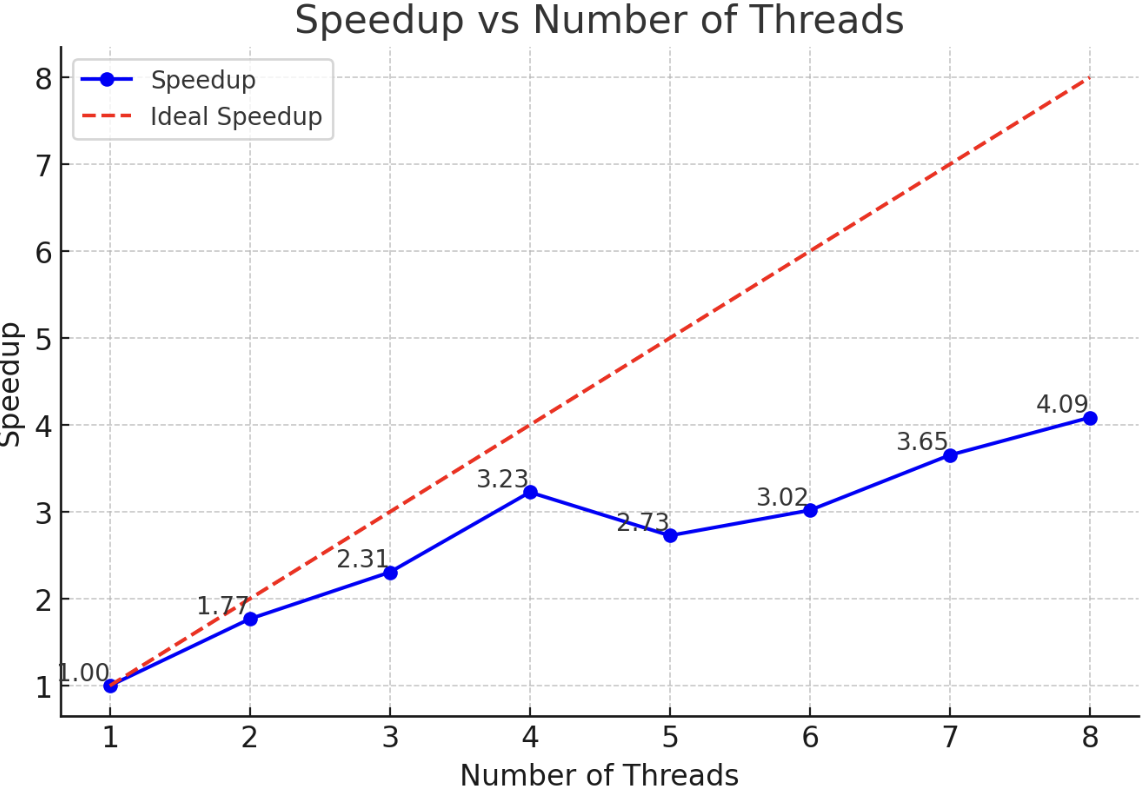 Speedup vs Number of Threads
Speedup
Ideal Speedup
8
7
6
5
4
3
2
1
Speedup
1.00
1.77
2.31
3.23
2.73
3.02
3.65
4.09
1 2 3 4 5 6 7 8
Number of Threads